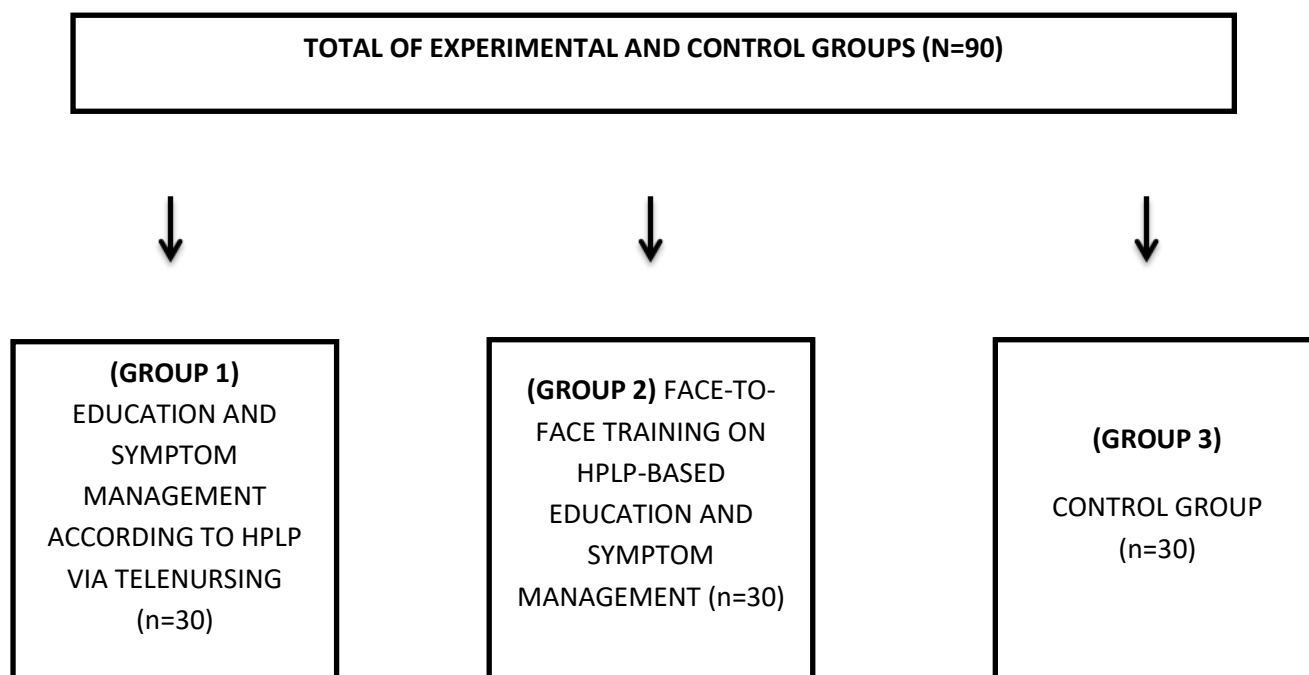 TOTAL OF EXPERIMENTAL AND CONTROL GROUPS (N=90)
(GROUP 1)
EDUCATION AND
SYMPTOM
MANAGEMENT
ACCORDING TO HPLP
VIA TELENURSING
(n=30)
(GROUP 2) FACE-TO-
FACE TRAINING ON
HPLP-BASED
EDUCATION AND
SYMPTOM
MANAGEMENT (n=30)
(GROUP 3)
CONTROL GROUP
(n=30)